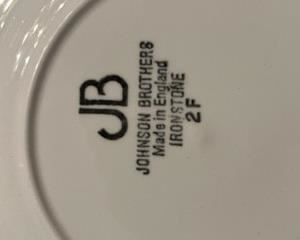 JB
JOHNSON BROTHERS
Made in England
IRONSTONE
2F